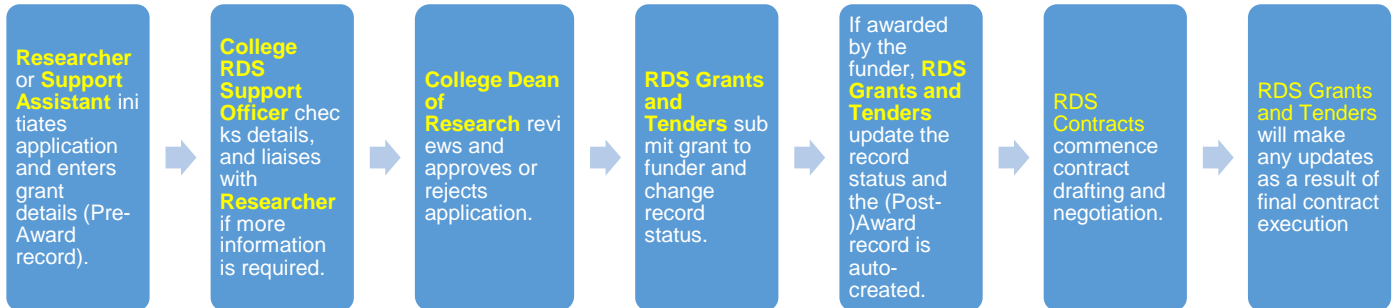 Researcher
or Support
Assistant ini
tiates
application
and enters
grant
details (Pre-
Award
record).
College
RDS
Support
Officer chec
ks details,
and liaises
with
Researcher
if more
information
is required.
College Dean
of
Research revi
ews and
approves or
rejects
application.
RDS Grants
and
Tenders sub
mit grant to
funder and
change
record
status.
If awarded
by the
funder, RDS
Grants and
Tenders
update the
record
status and
the (Post-
)Award
record is
auto-
created.
RDS
Contracts
commence
contract
drafting and
negotiation.
RDS Grants
and Tenders
will make
any updates
as a result of
final contract
execution